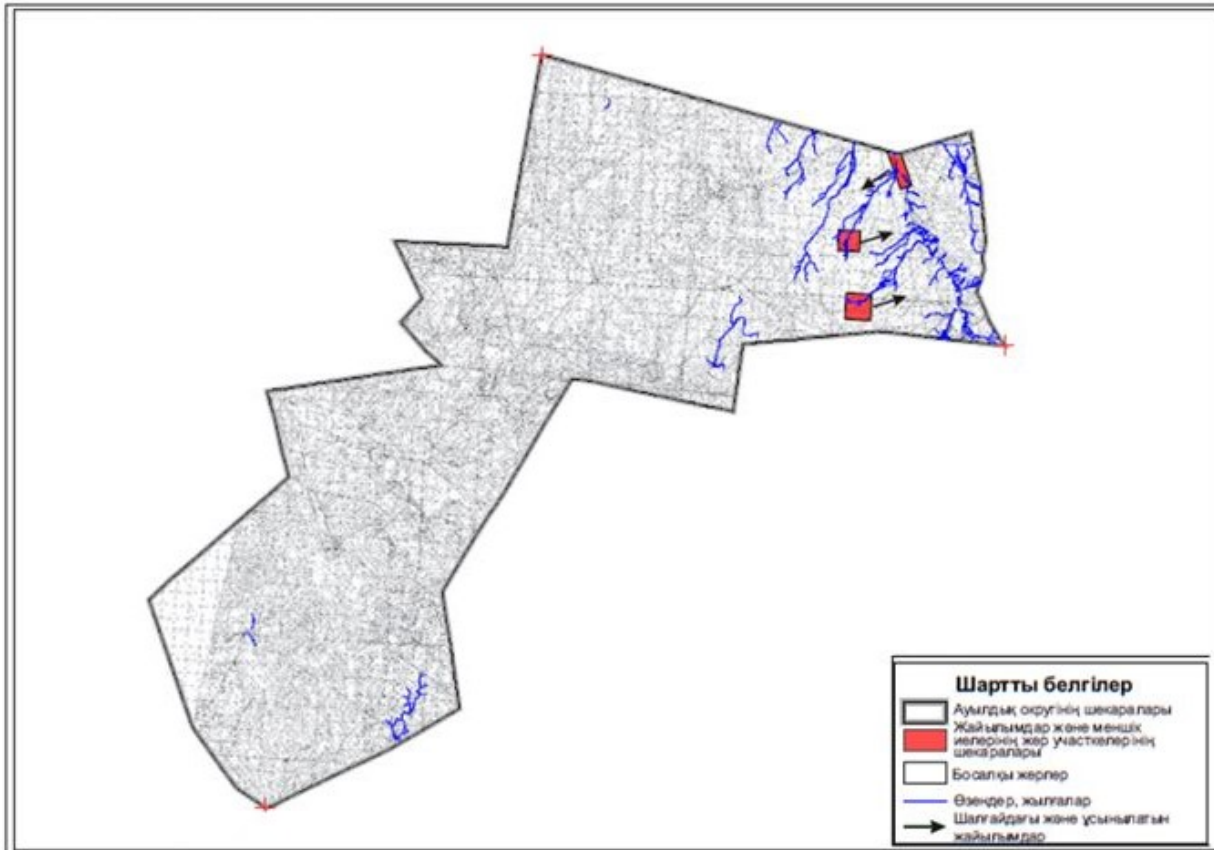 Шартты белгілер
Ауылдық округінің шекаралары
Жайылымдар және меншік
иелерінің жер участкелерінің
шекаралары
Босалқы жерлер
Өзендер, жылғалар
Шалғайдағы және ұсынылатын
жайылымдар